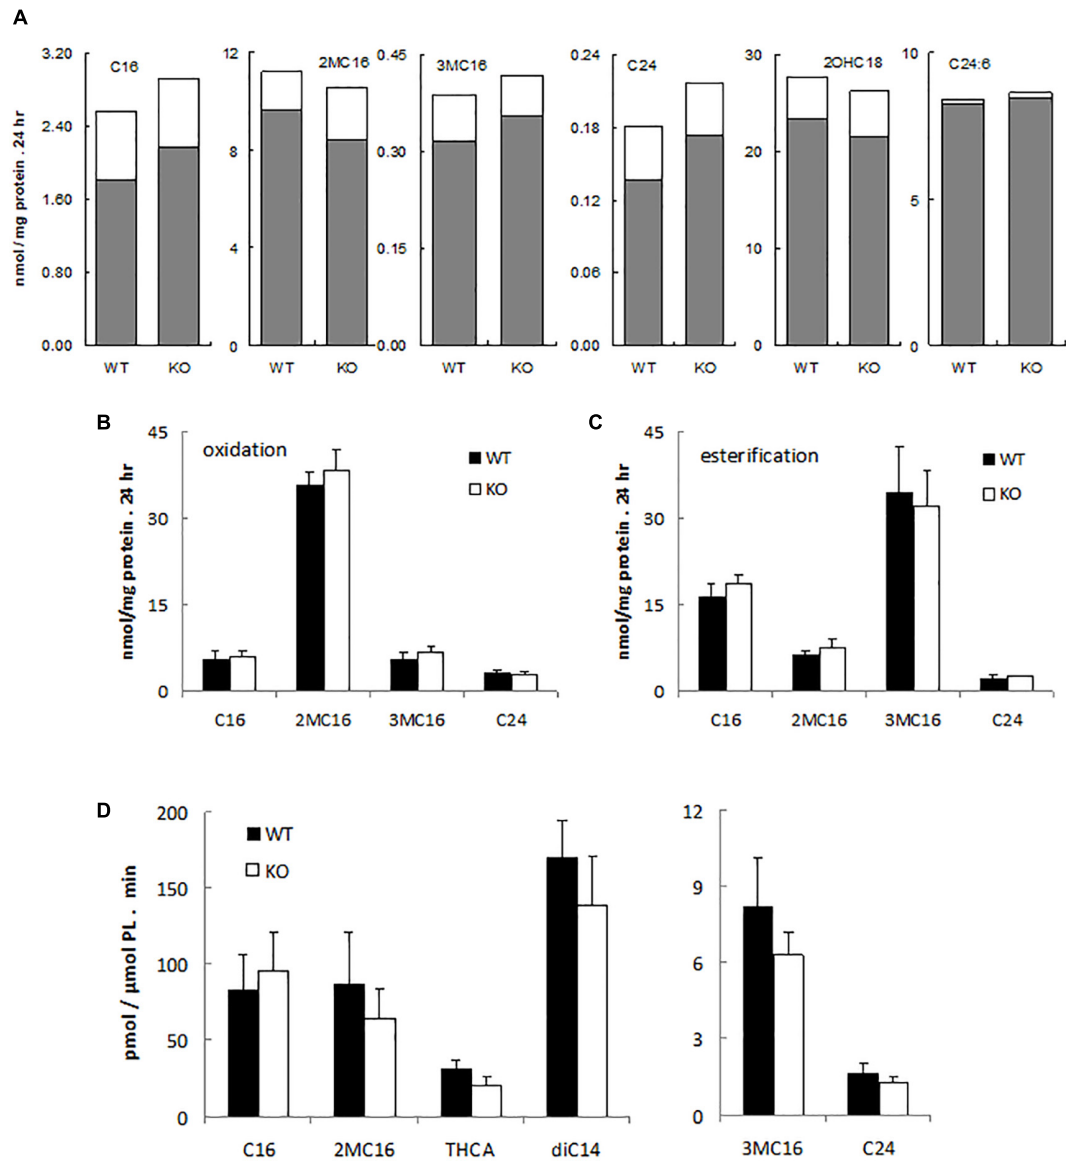 A
nmol/mg protein . 24 hr
3.20
2.40
1.60
0.80
0.00
C16
WT KO
12
8
4
0
2MC16
WT KO
0.45
0.30
0.15
0.00
3MC16
WT KO
0.24
0.18
0.12
0.06
0.00
C24
WT KO
30
20
10
0
2OHC18
WT KO
10
5
0
C24:6
WT KO
B
nmol/mg protein . 24 hr
45
30
15
0
oxidation
WT
KO
C16 2MC16 3MC16 C24
C
nmol/mg protein . 24 hr
45
30
15
0
esterification
WT
KO
C16 2MC16 3MC16 C24
D
pmol / µmol PL . min
200
150
100
50
0
WT
KO
C16 2MC16 THCA diC14
12
9
6
3
0
3MC16 C24